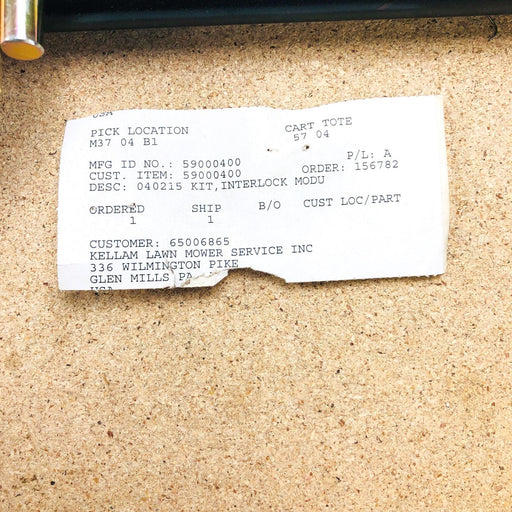 USA
PICK LOCATION CART TOTE
M37 04 B1 57 04
P/L: A
MFG ID NO.: 59000400 ORDER: 156782
CUST. ITEM: 59000400
DESC: 040215 KIT,INTERLOCK MODU
ORDERED SHIP B/O CUST LOC/PART
1 1
CUSTOMER: 65006865
KELLAM LAWN MOWER SERVICE INC
336 WILMINGTON PIKE
GLEN MILLS PA
USA